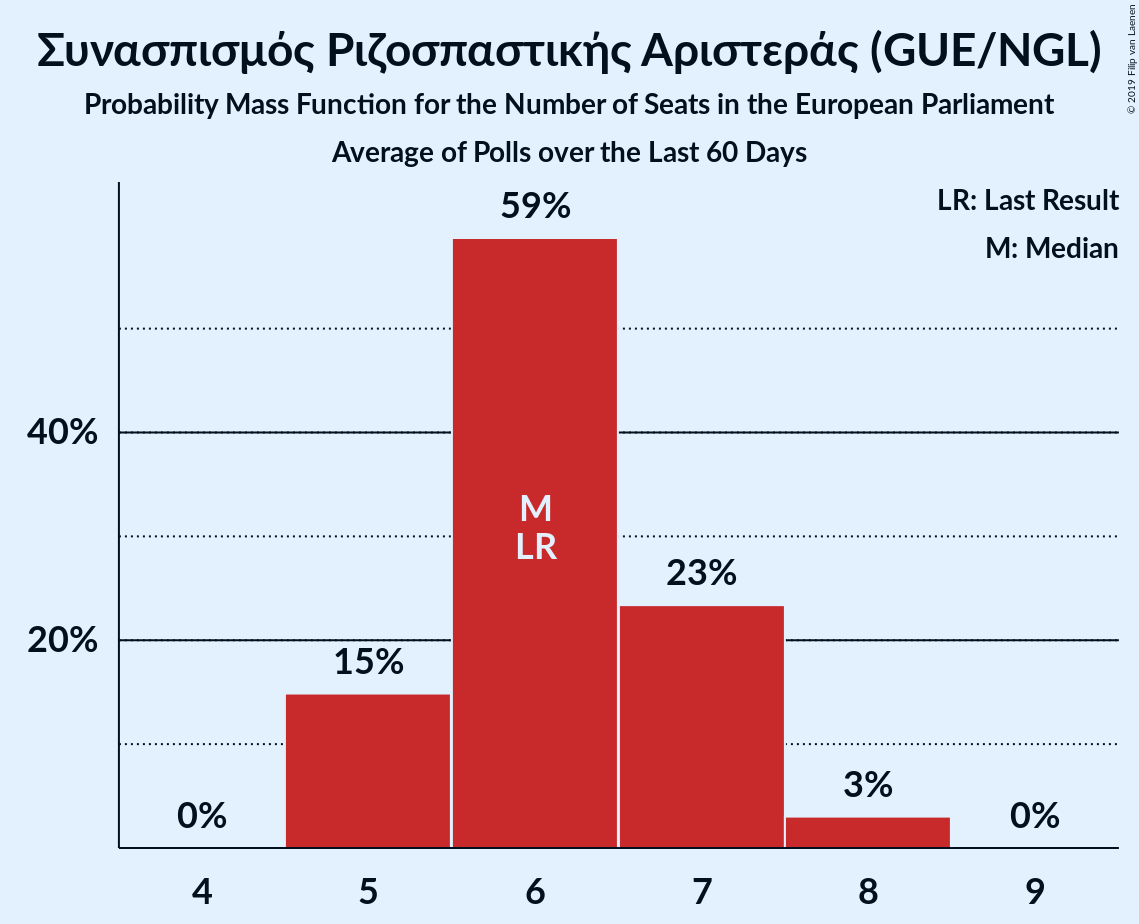 Συνασπισμός Ριζοσπαστικής Αριστεράς (GUE/NGL)
Probability Mass Function for the Number of Seats in the European Parliament
Average of Polls over the Last 60 Days
© 2019 Filip van Laenen
LR: Last Result
M: Median
59%
40%
M
LR
23%
20%
15%
3%
0%
0%
4 5 6 7 8 9